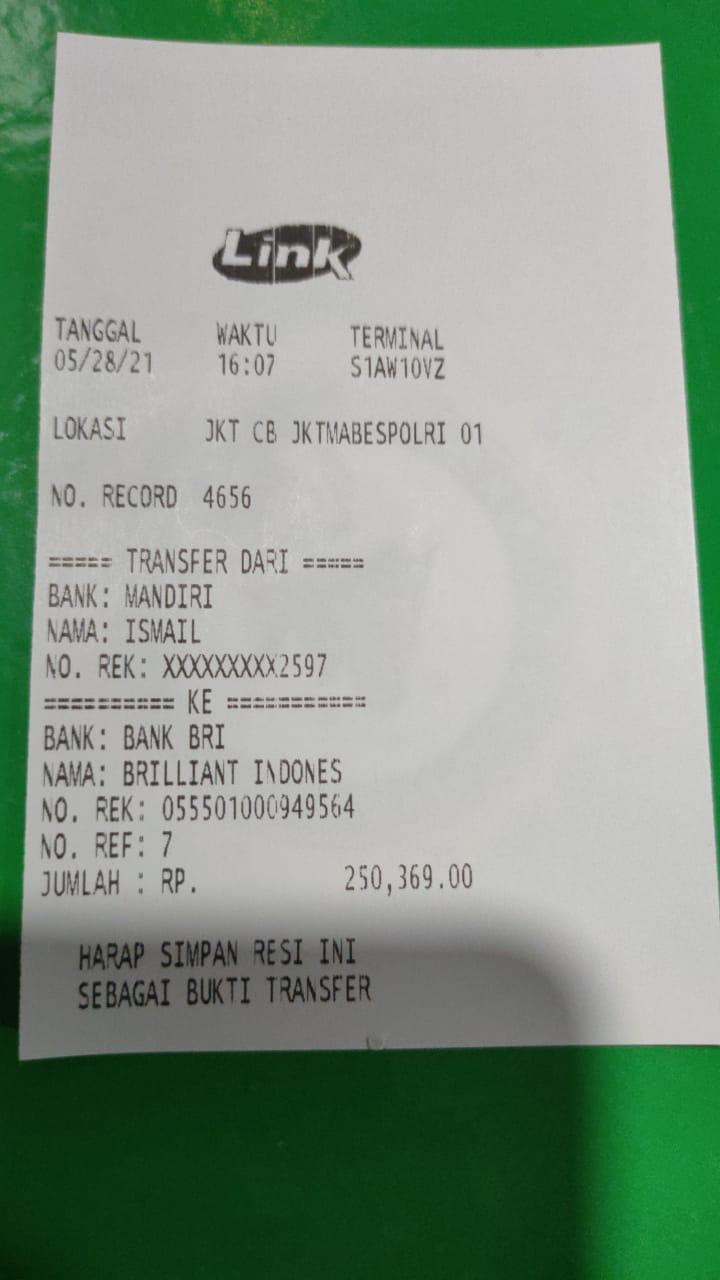 Link
TANGGAL WAKTU TERMINAL
05/28/21 16:07 S1AW10VZ
LOKASI JKT CB JKTMABESPOLRI 01
NO. RECORD 4656
===== TRANSFER DARI =====
BANK: MANDIRI
NAMA: ISMAIL
NO. REK: XXXXXXXXX2597
========== KE ===========
BANK: BANK BRI
NAMA: BRILLIANT INDONES
NO. REK: 055501000949564
NO. REF: 7
JUMLAH : RP. 250,369.00
HARAP SIMPAN RESI INI
SEBAGAI BUKTI TRANSFER